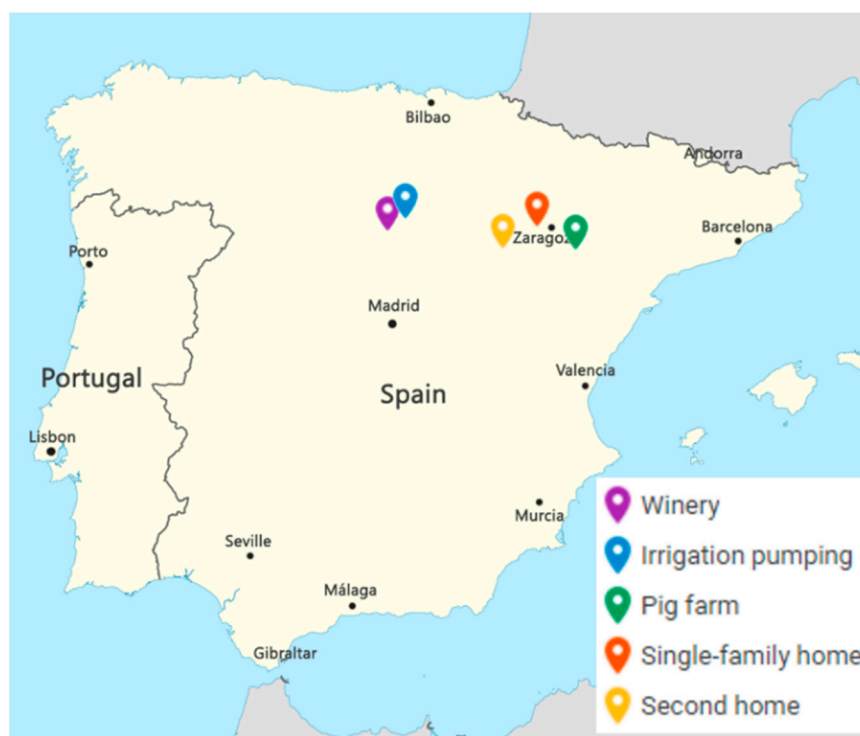 Bilbao
Andorra
Zaragoz
Barcelona
Porto
Madrid
Portugal
Spain
Valencia
Lisbon
Murcia
Seville
Málaga
Gibraltar
Winery
Irrigation pumping
Pig farm
Single-family home
Second home